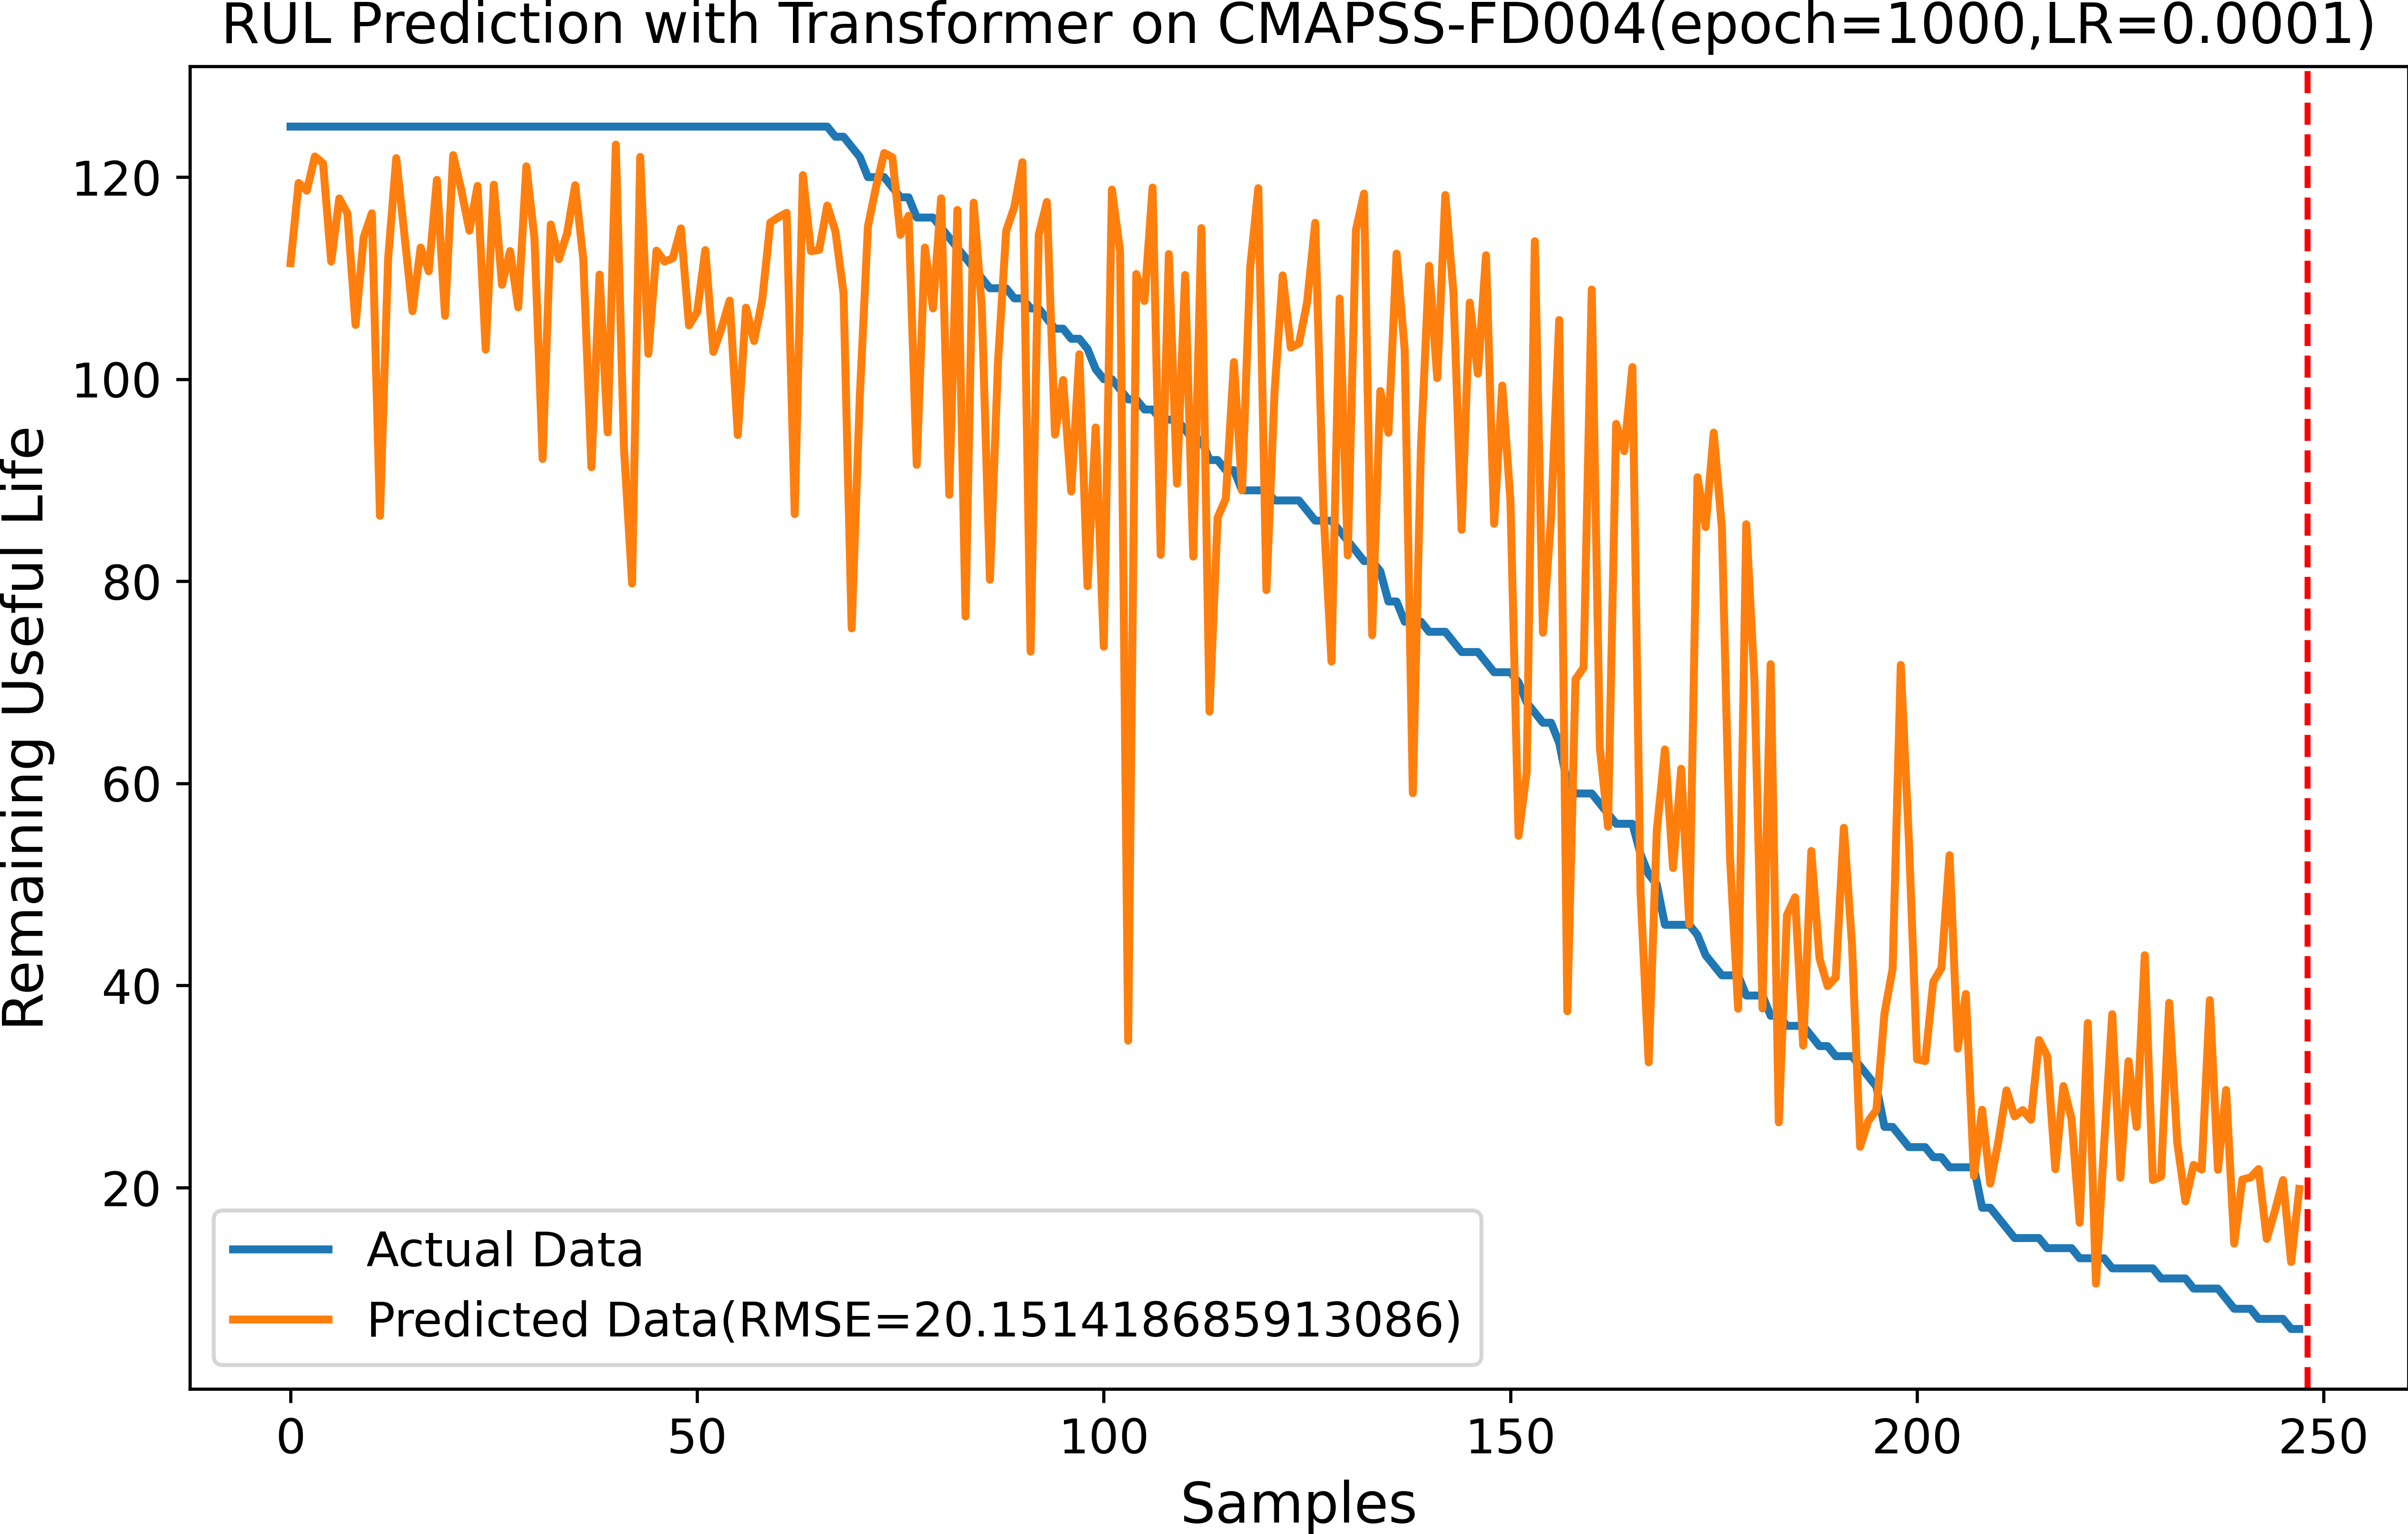 RUL Prediction with Transformer on CMAPSS-FD004(epoch=1000,LR=0.0001)
Remaining Useful Life
120
100
80
60
40
20
Actual Data
Predicted Data(RMSE=20.151418685913086)
0 50 100 150 200 250
Samples